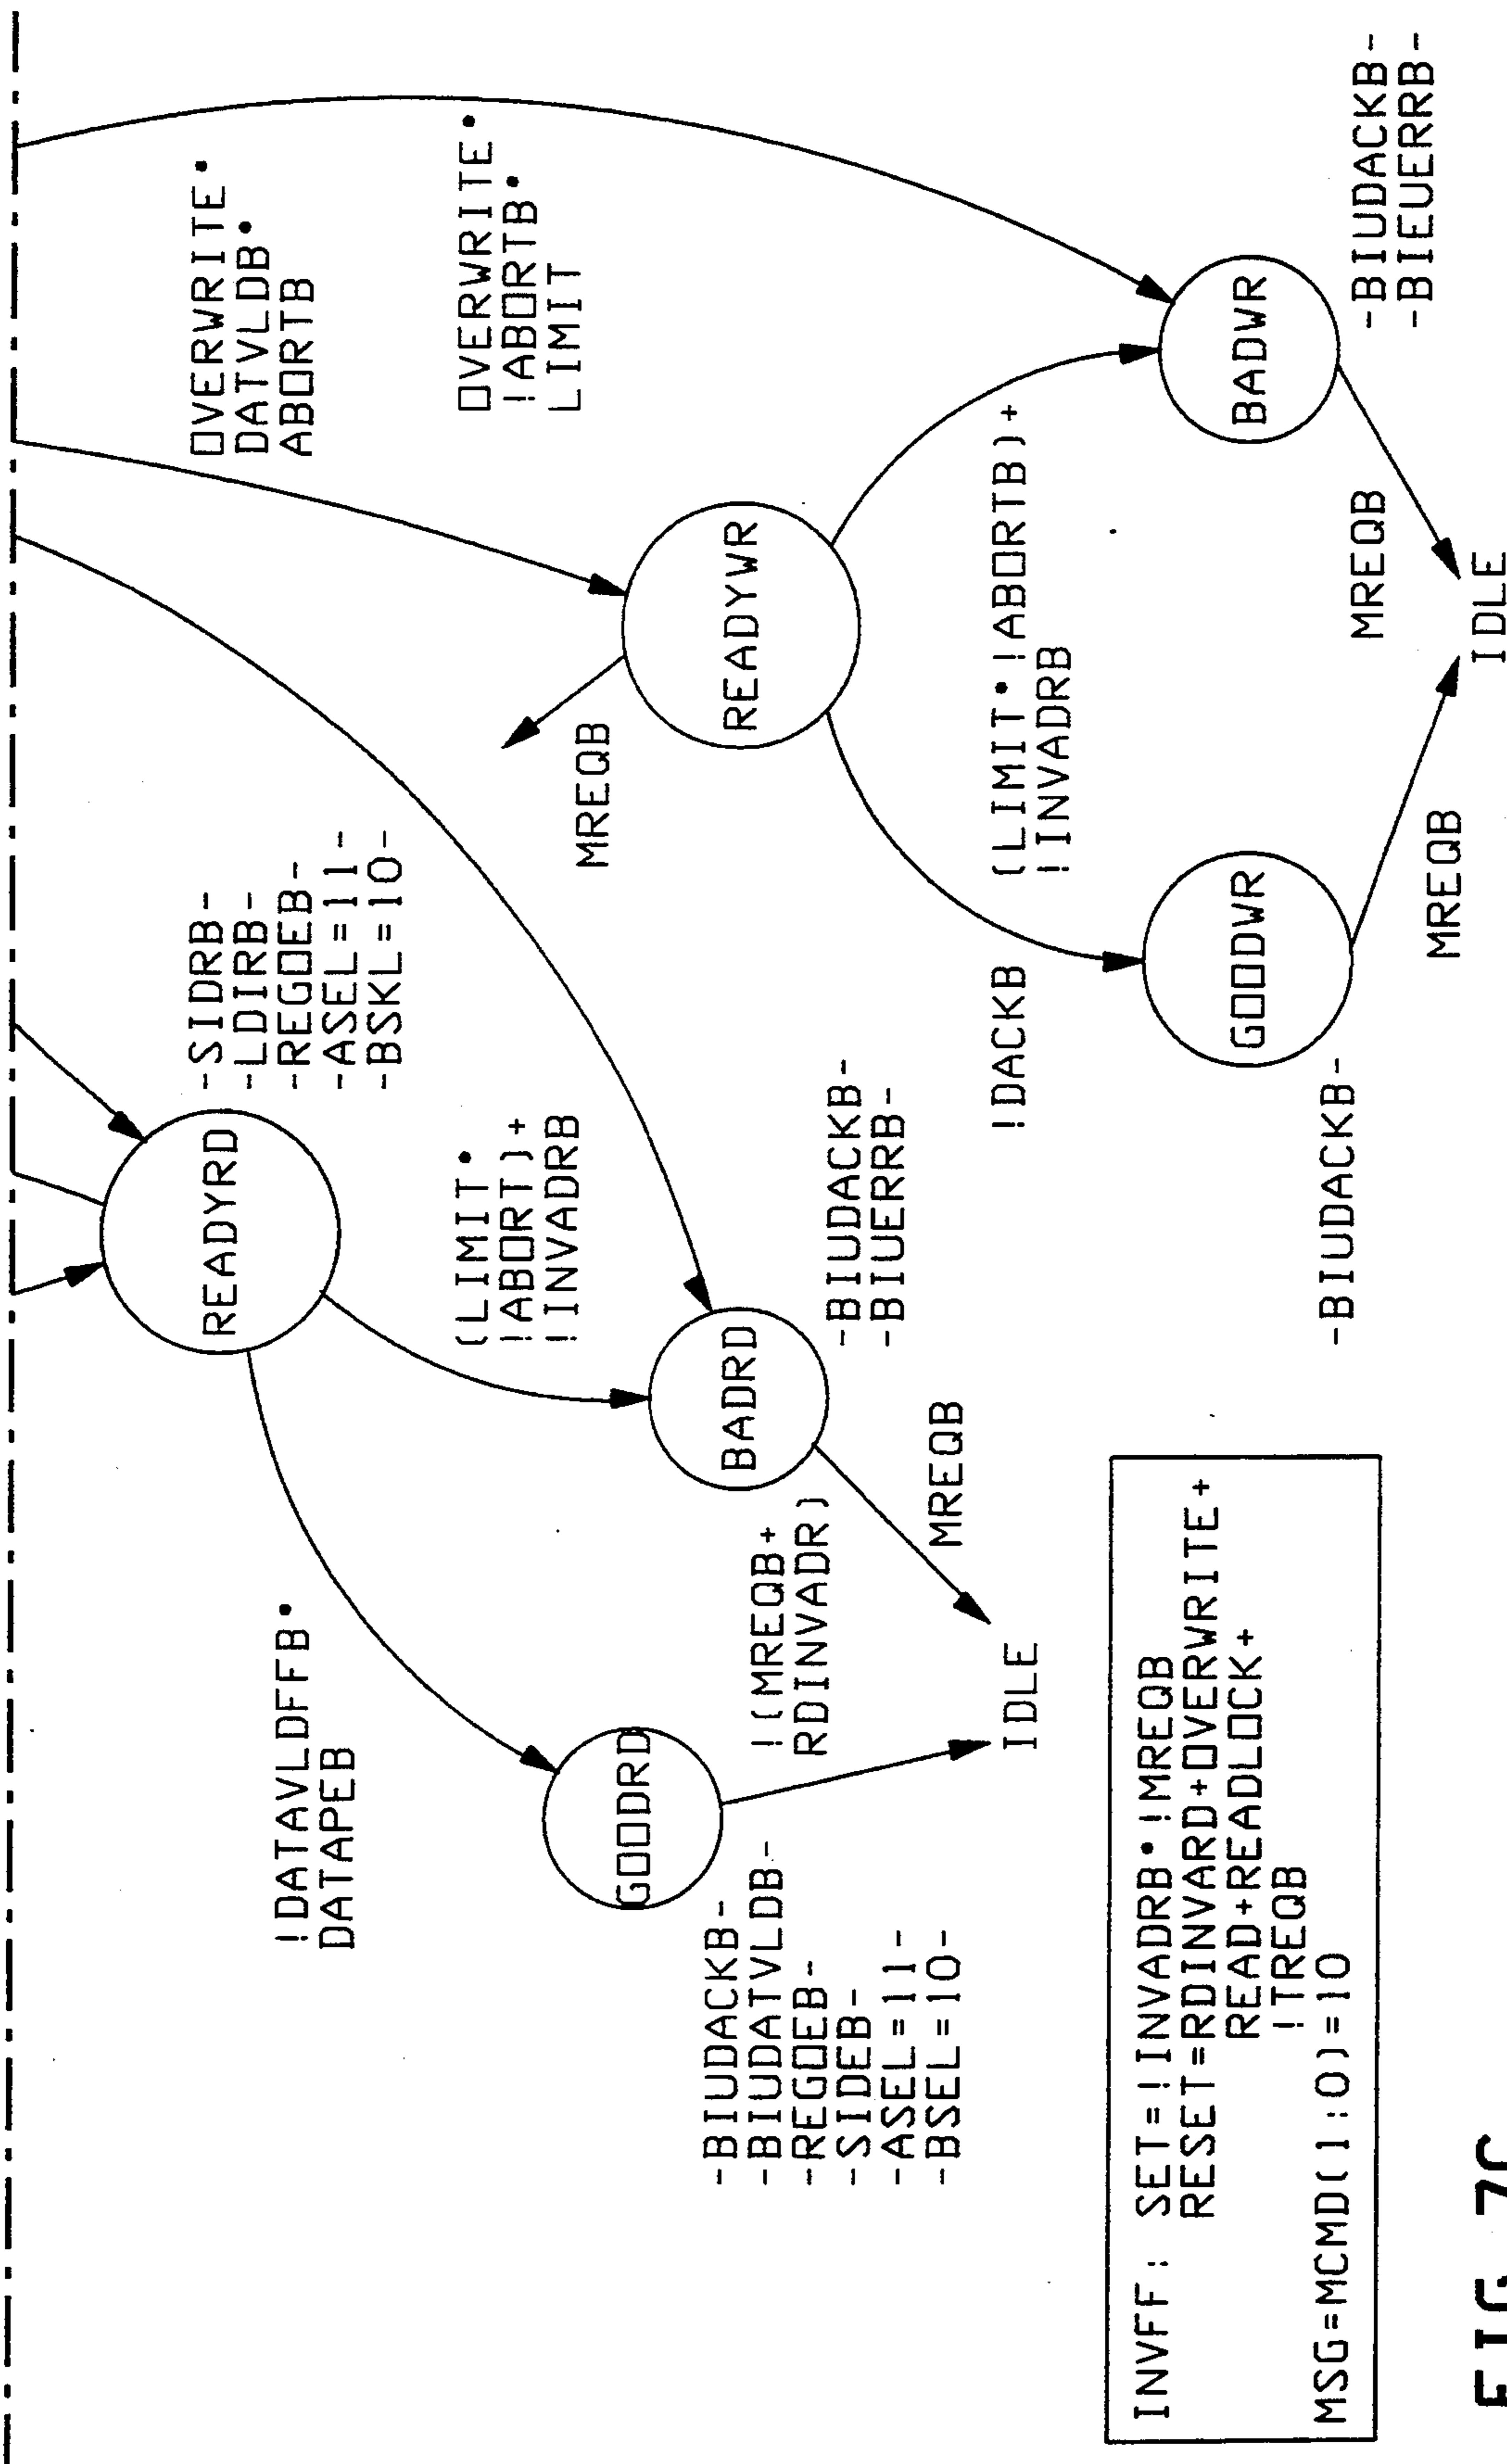 OVERWRITE•
DATVLDB•
ABORTB
OVERWRITE•
!ABORTB•
LIMIT
-SIDRB-
-LDIRB-
-REGOEB-
-ASEL=11-
-BSKL=10-
READYRD
!DATAVLDFFB•
DATAPEB
(LIMIT•
!ABORT)+
!INVADRB
MREQB
READYWR
GOODRD
BADRD
-BIUDACKB-
-BIUERRB-
!(MREQB+
RDINVADR)
-BIUDACKB-
-BIUDATVLDB-
-REGOEB-
-SIDEB-
-ASEL=11-
-BSEL=10-
MREQB
IDLE
!DACKB
(LIMIT•!ABORTB)+
!INVADRB
GOODWR
BADWR
-BIUDACKB-
-BIUDACKB-
-BIEUERRB-
MREQB
MREQB
IDLE
INVFF: SET=!INVADRB•!MREQB
RESET=RDINVARD+OVERWRITE+
READ+READLOCK+
!TREQB
MSG=MCMD(1:0)=10
FIG. 7C